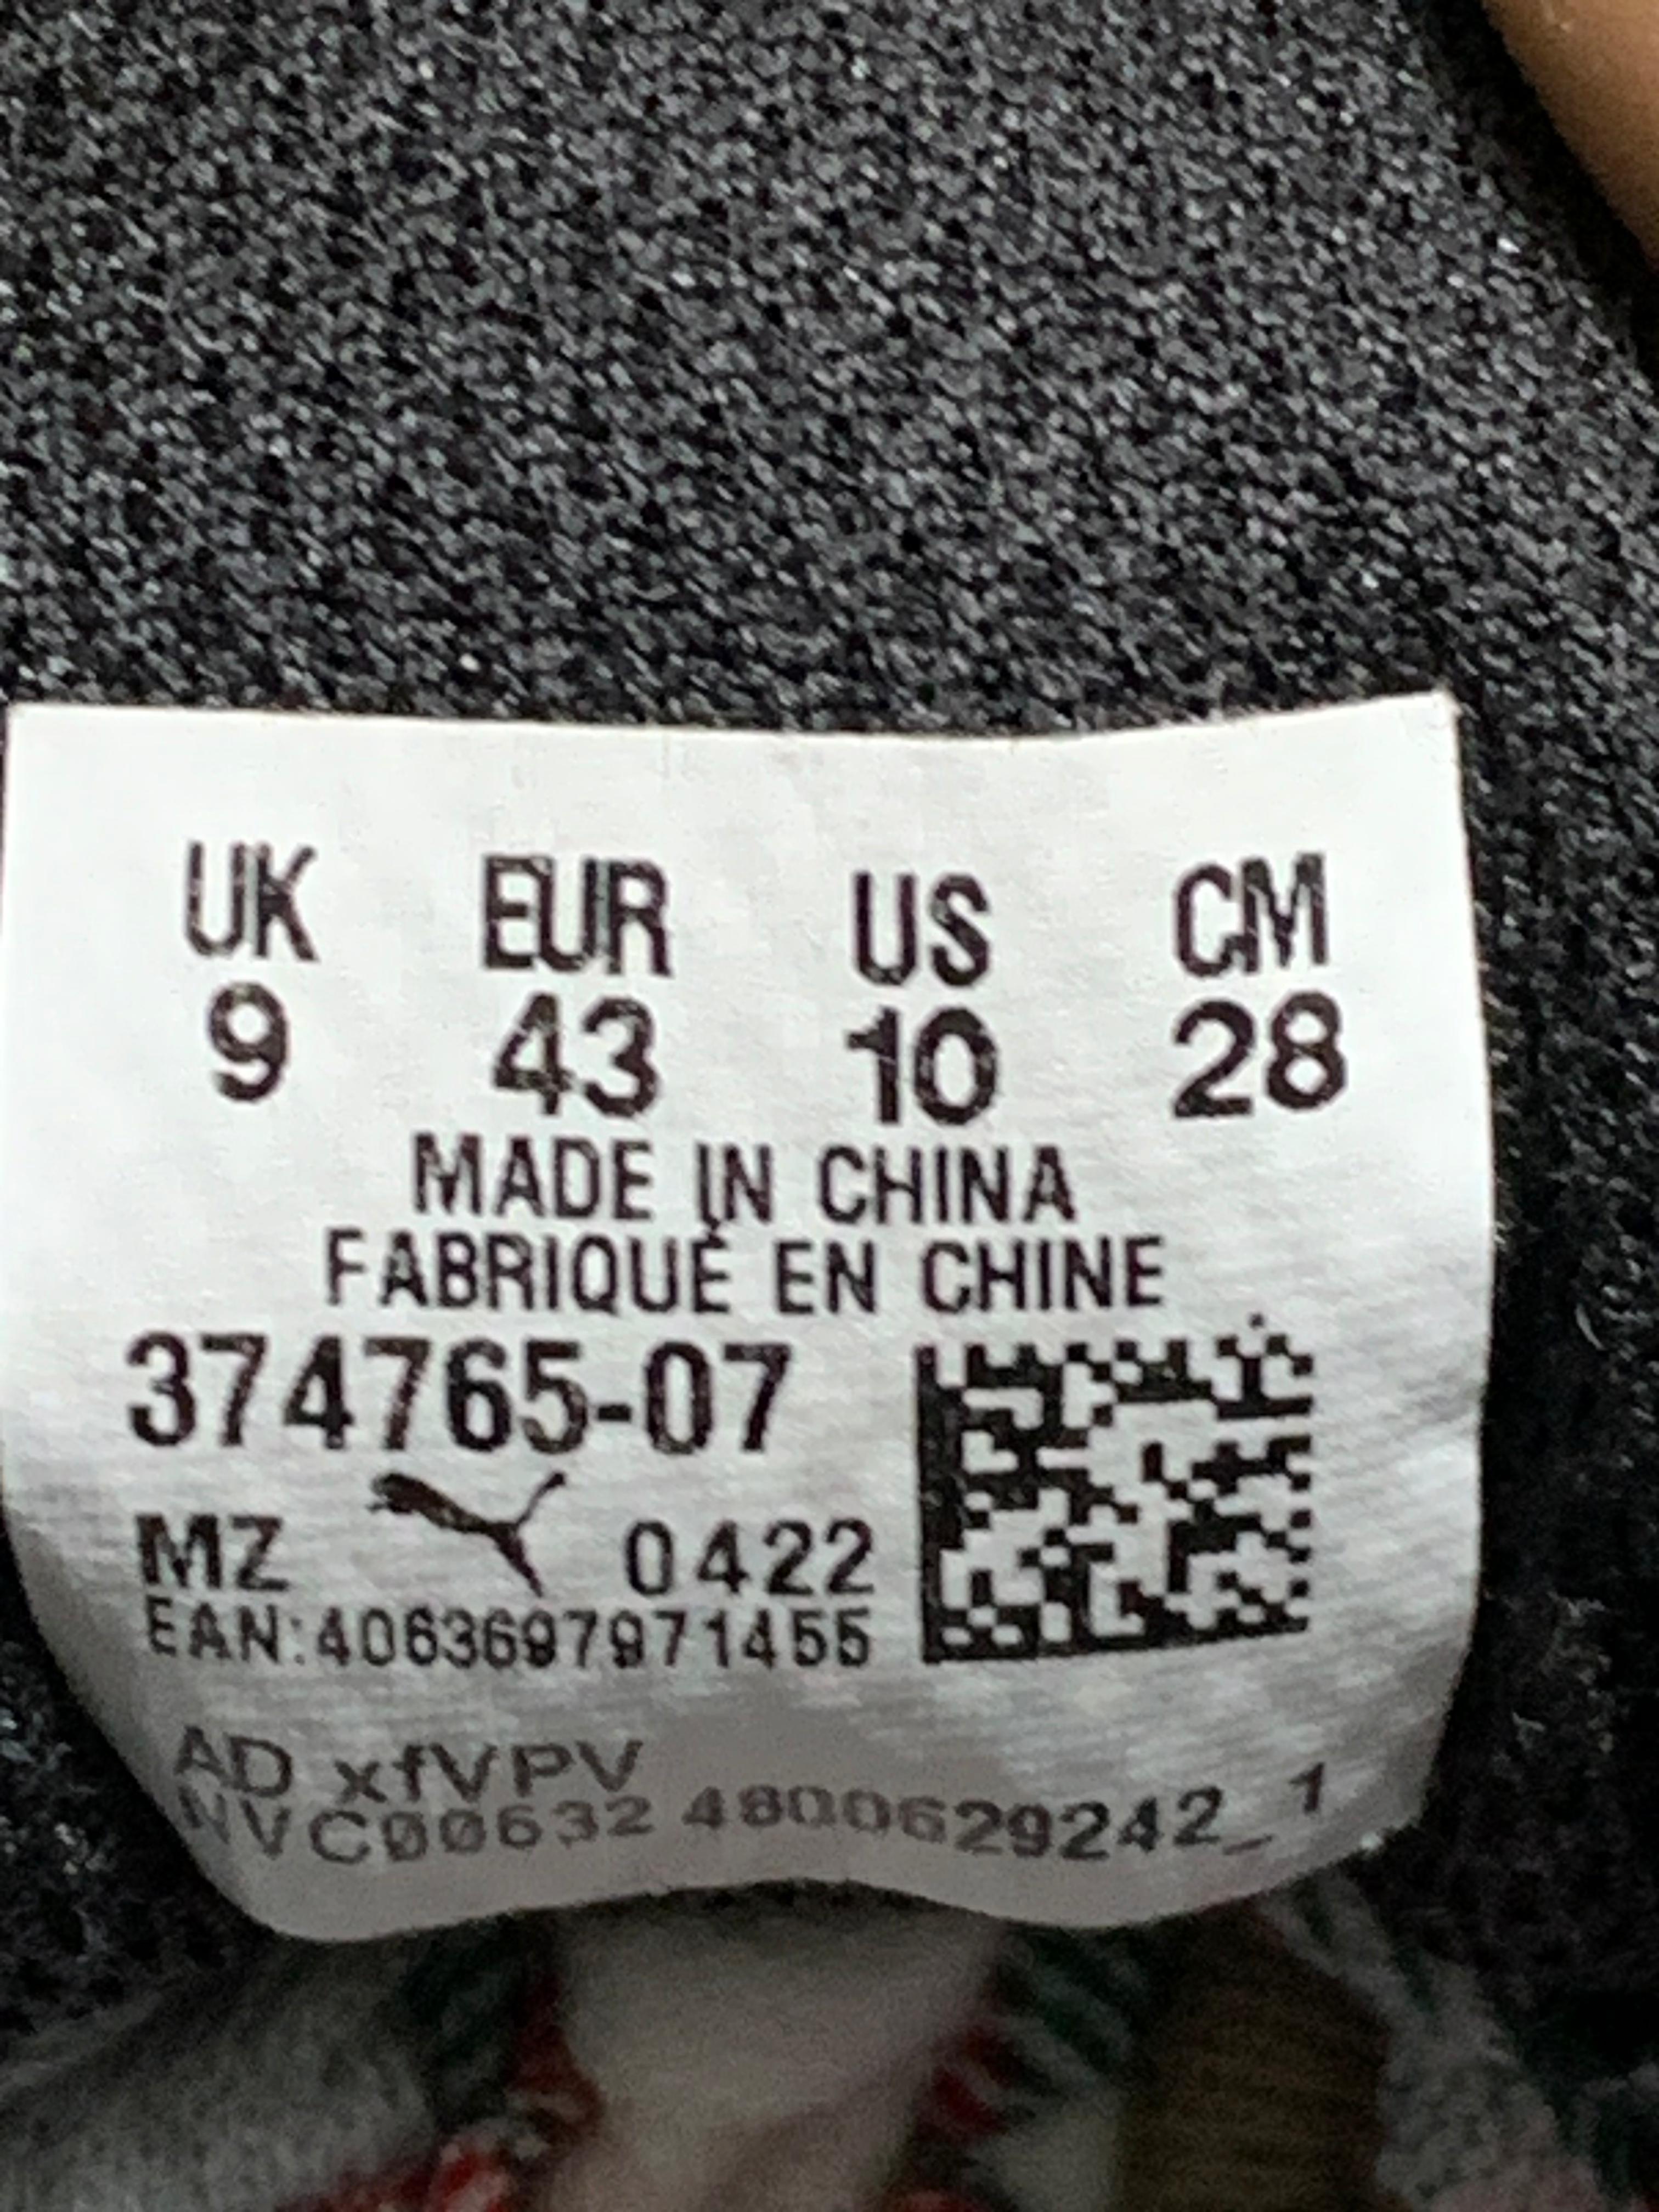 UK EUR US CM
9 43 10 28
MADE IN CHINA
FABRIQUÉ EN CHINE
374765-07
MZ 0422
EAN:4063697971455
AD xfVPV
NVC00632 4800629242_1